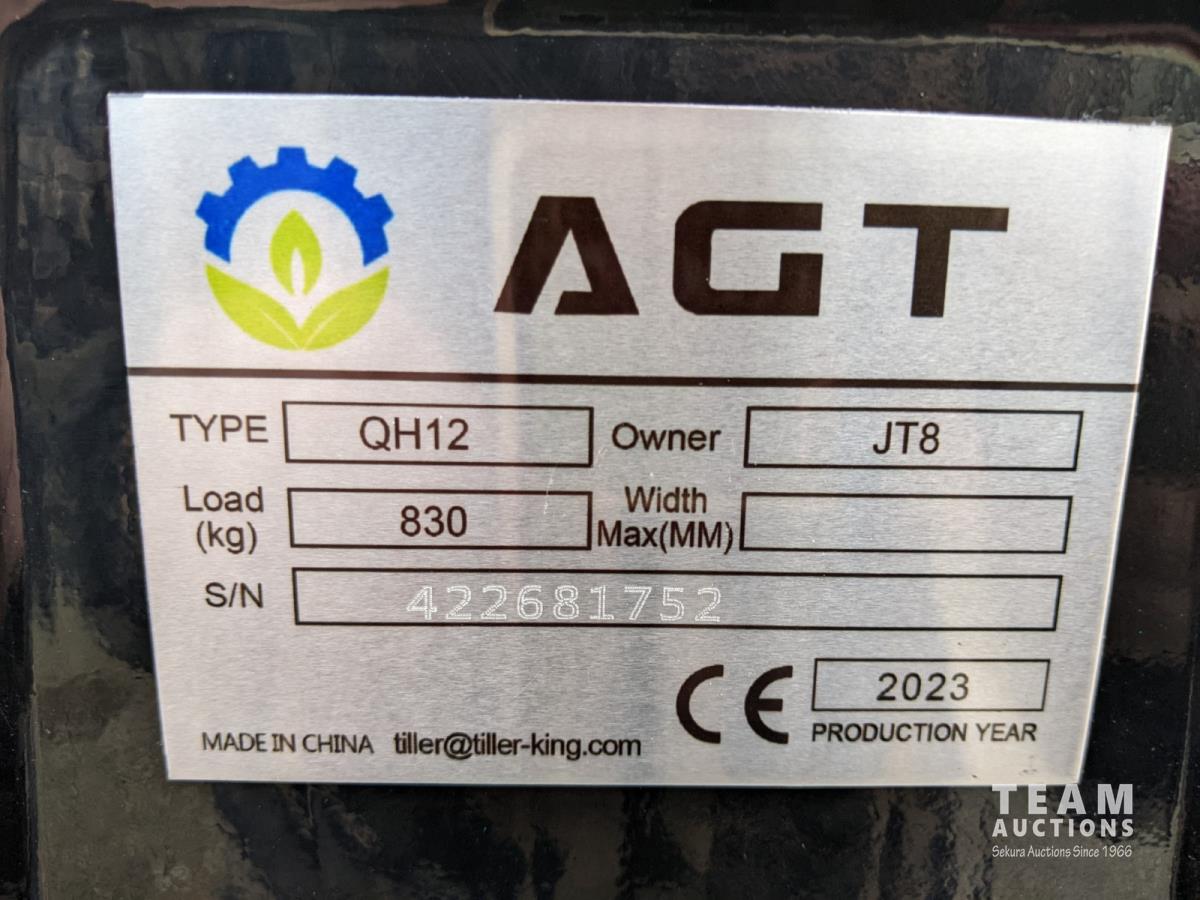 AGT
TYPE QH12 Owner JT8
Load (kg) 830 Width Max(MM)
S/N 422681752
CE 2023
PRODUCTION YEAR
MADE IN CHINA tiller@tiller-king.com
TEAM
AUCTIONS
Sekura Auctions Since 1966